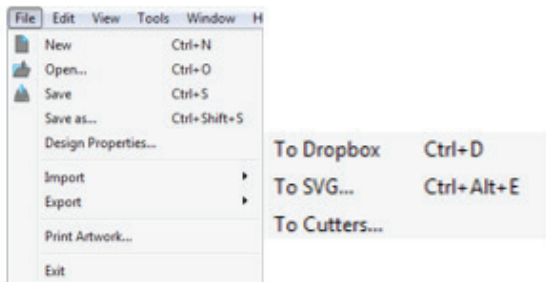 File Edit View Tools Window H
New Ctrl+N
Open... Ctrl+O
Save Ctrl+S
Save as... Ctrl+Shift+S
Design Properties...
Import
Export
Print Artwork...
Exit
To Dropbox Ctrl+D
To SVG... Ctrl+Alt+E
To Cutters...